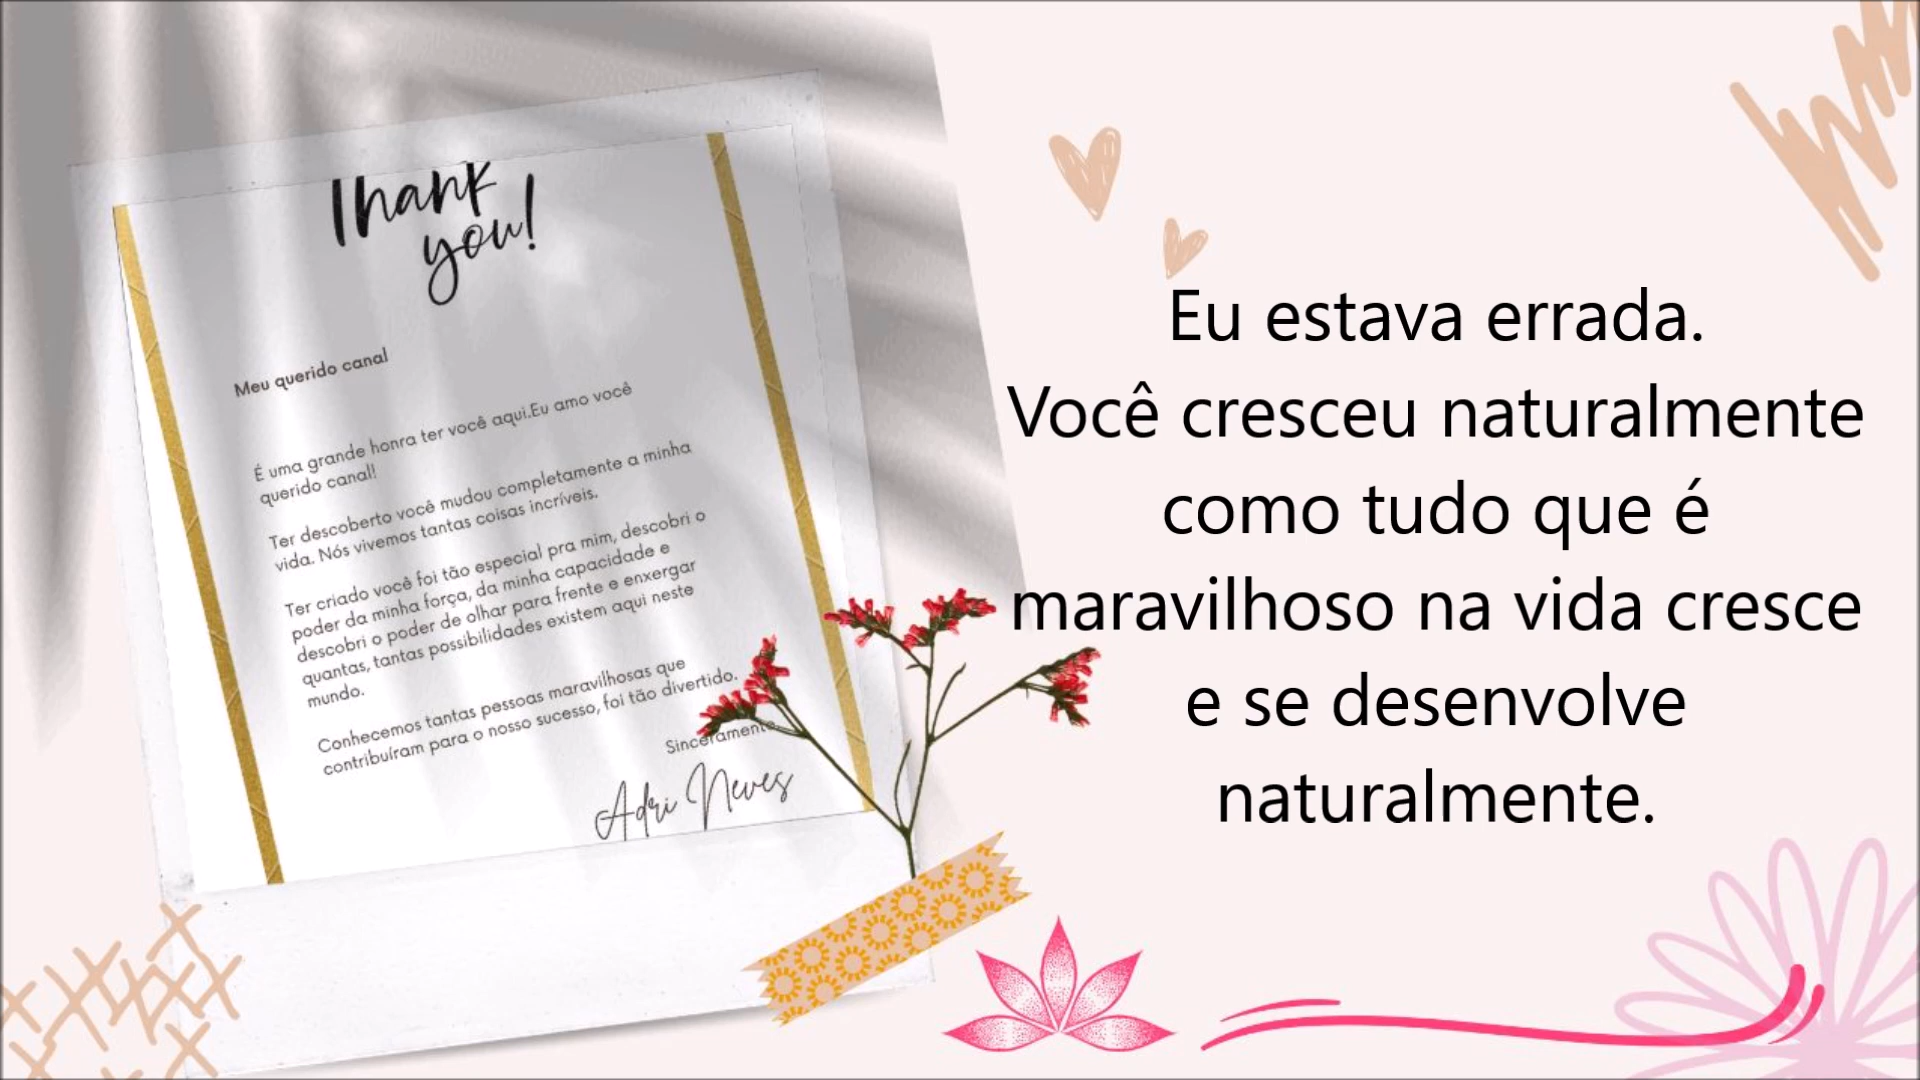 Thank
you!
Meu querido canal
É uma grande honra ter você aqui.Eu amo você
querido canal!
Ter descoberto você mudou completamente a minha
vida. Nós vivemos tantas coisas incríveis.
Ter criado você foi tão especial pra mim, descobri o
poder da minha força, da minha capacidade e
descobri o poder de olhar para frente e enxergar
quantas, tantas possibilidades existem aqui neste
mundo.
Conhecemos tantas pessoas maravilhosas que
contribuíram para o nosso sucesso, foi tão divertido.
Sinceramente
Adri Neves
Eu estava errada.
Você cresceu naturalmente
como tudo que é
maravilhoso na vida cresce
e se desenvolve
naturalmente.